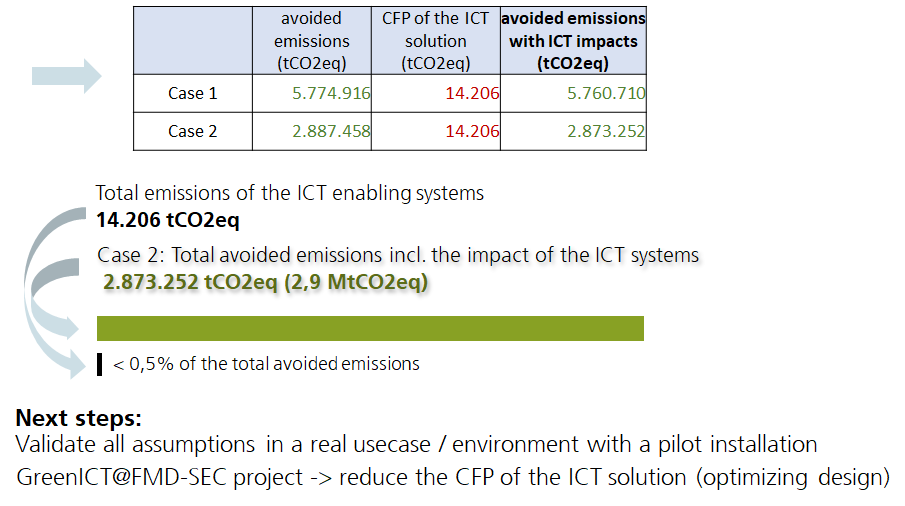 avoided emissions (tCO2eq) CFP of the ICT solution (tCO2eq) avoided emissions with ICT impacts (tCO2eq)
Case 1 5.774.916 14.206 5.760.710
Case 2 2.887.458 14.206 2.873.252
Total emissions of the ICT enabling systems
14.206 tCO2eq
Case 2: Total avoided emissions incl. the impact of the ICT systems
2.873.252 tCO2eq (2,9 MtCO2eq)
< 0,5% of the total avoided emissions
Next steps:
Validate all assumptions in a real usecase / environment with a pilot installation
GreenICT@FMD-SEC project -> reduce the CFP of the ICT solution (optimizing design)